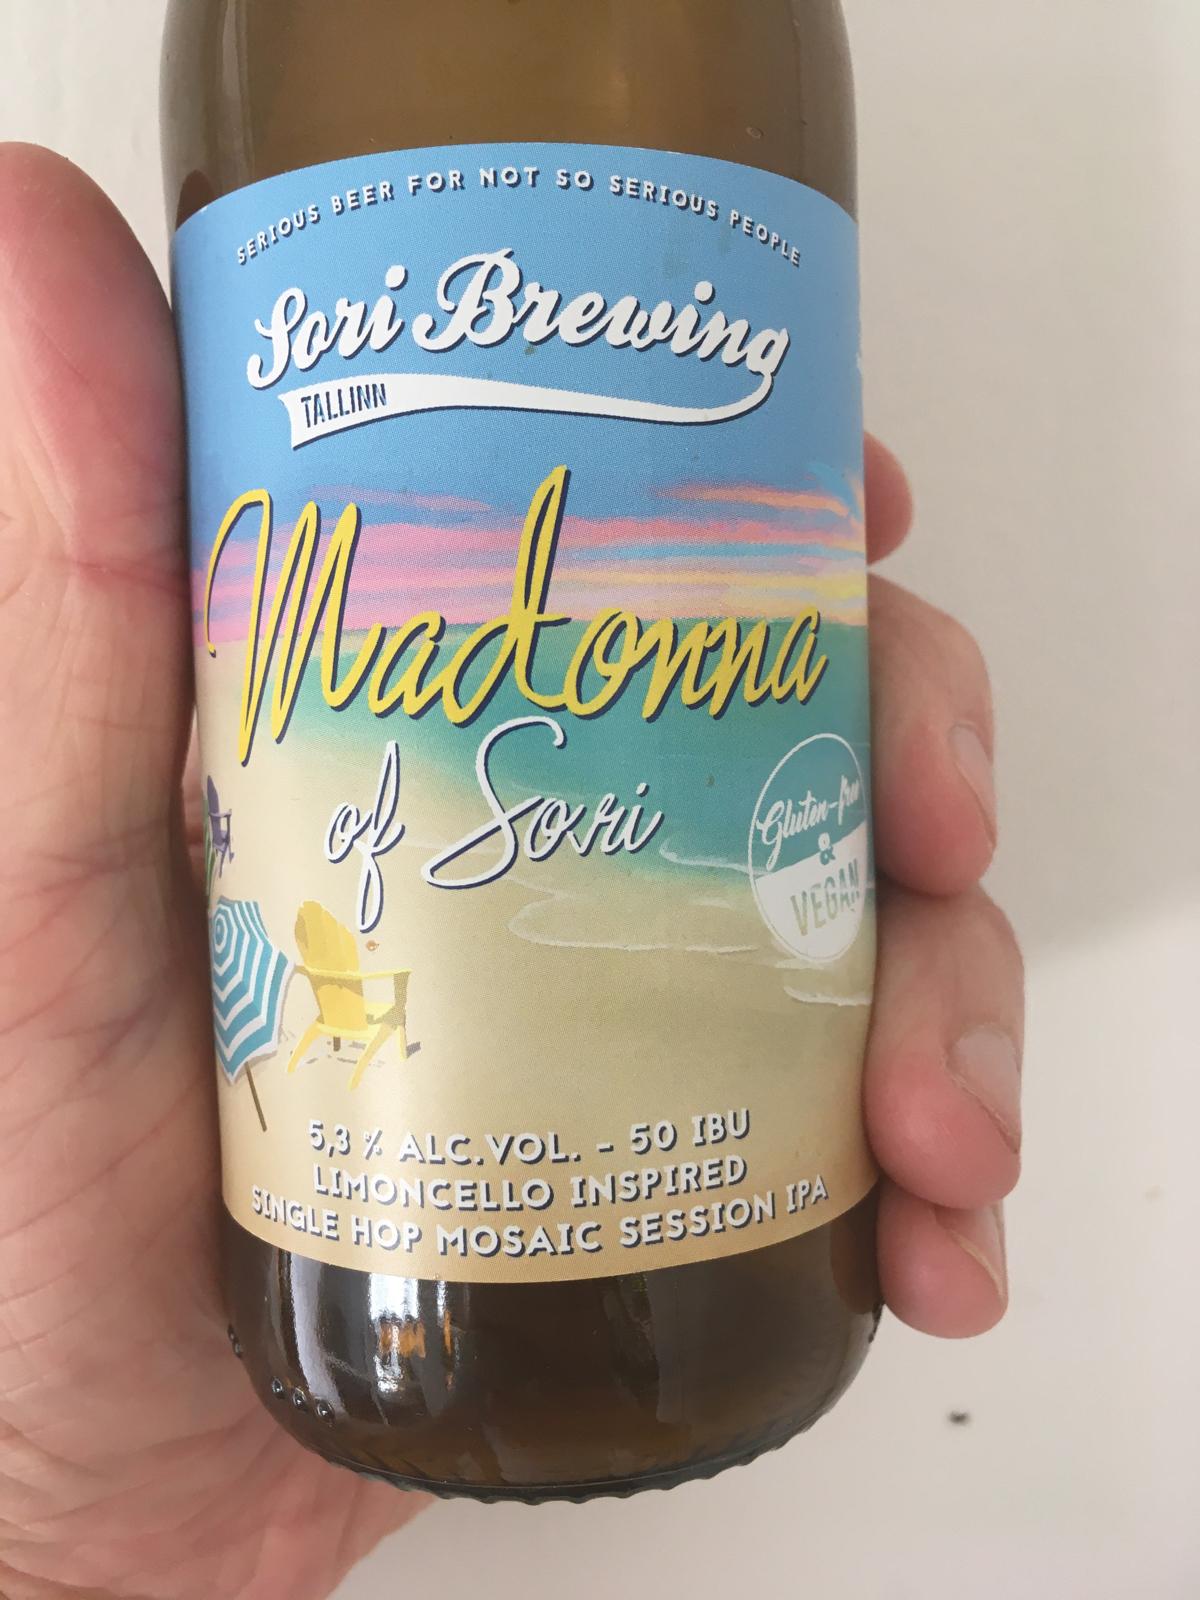 SERIOUS BEER FOR NOT SO SERIOUS PEOPLE
Sori Brewing
TALLINN
Madonna
of Sori
Gluten-free
&
VEGAN
5,3 % ALC.VOL. - 50 IBU
LIMONCELLO INSPIRED
SINGLE HOP MOSAIC SESSION IPA